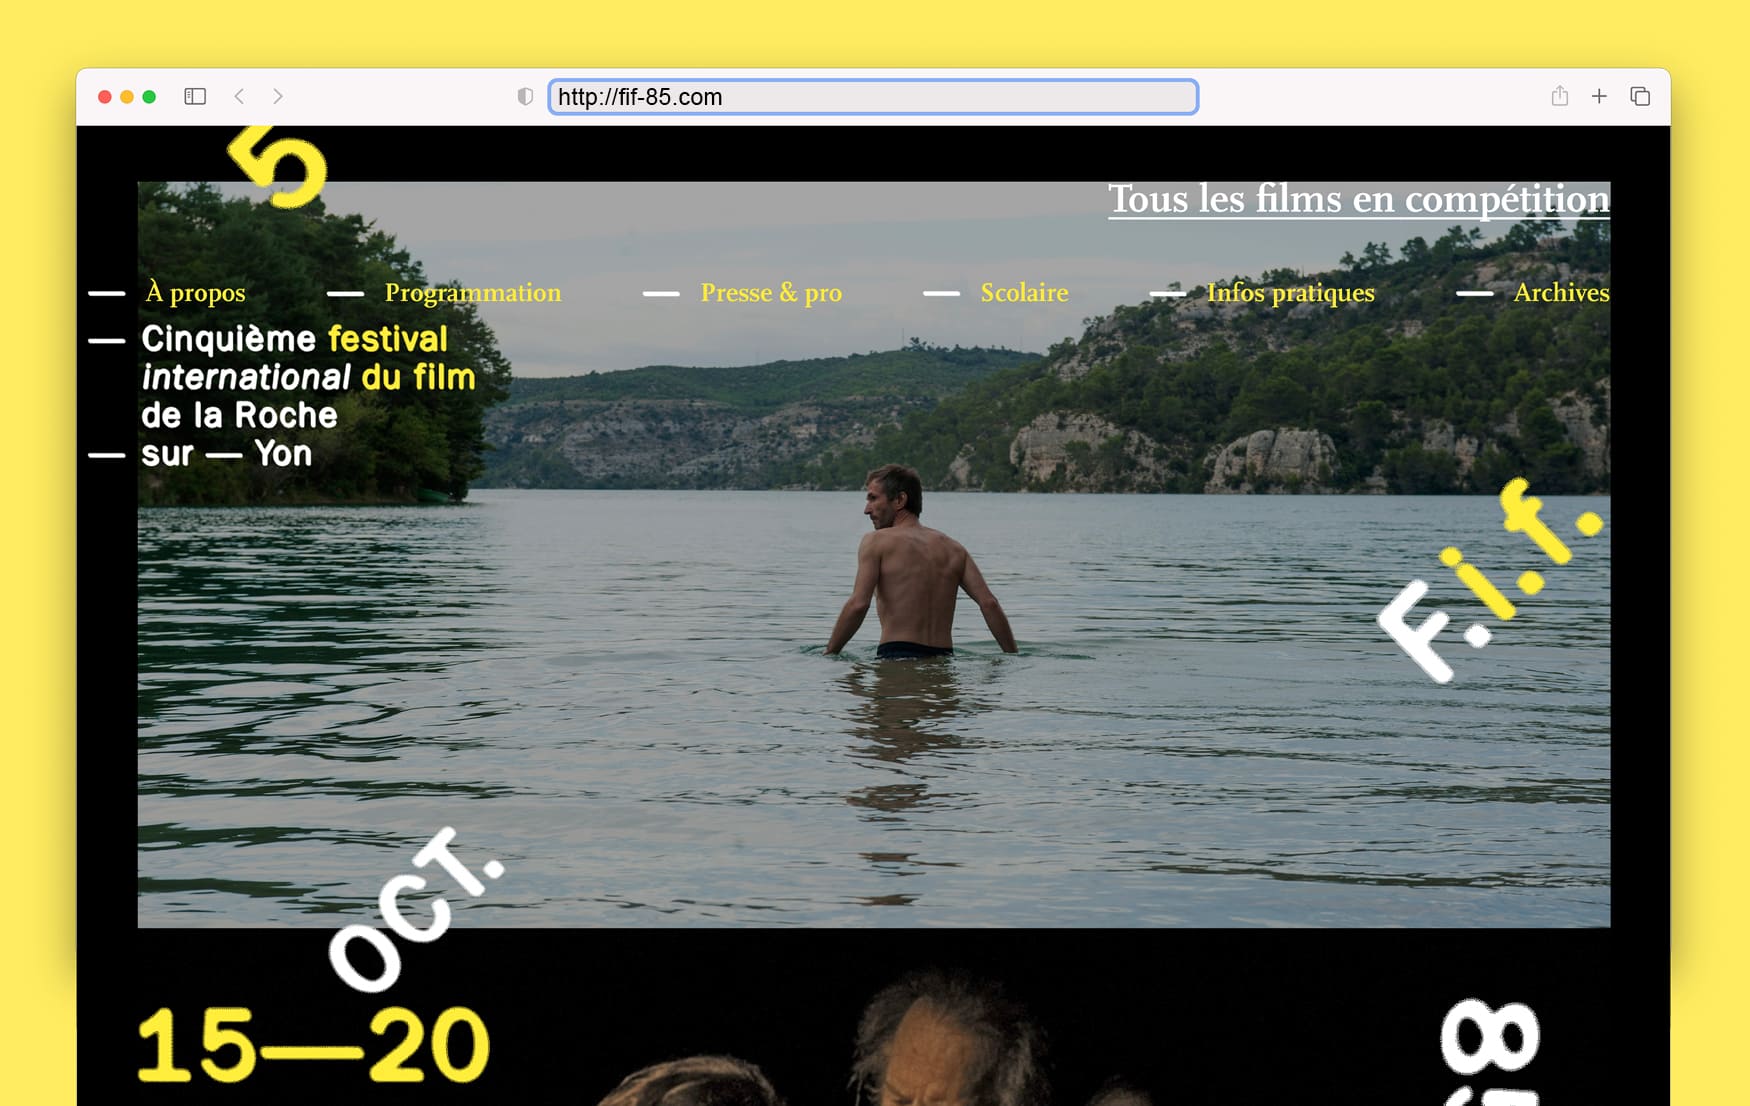 http://fif-85.com
5
Tous les films en compétition
— À propos — Programmation — Presse & pro — Scolaire — Infos pratiques — Archives
— Cinquième festival
international du film
de la Roche
— sur — Yon
F.i.f.
OCT.
15—20
8